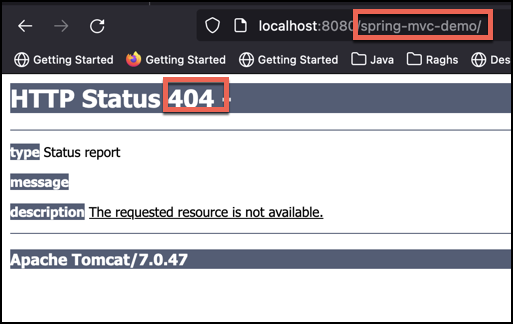 localhost:8080/spring-mvc-demo/
Getting Started Getting Started Getting Started Java Raghs Des
HTTP Status 404 -
type Status report
message
description The requested resource is not available.
Apache Tomcat/7.0.47